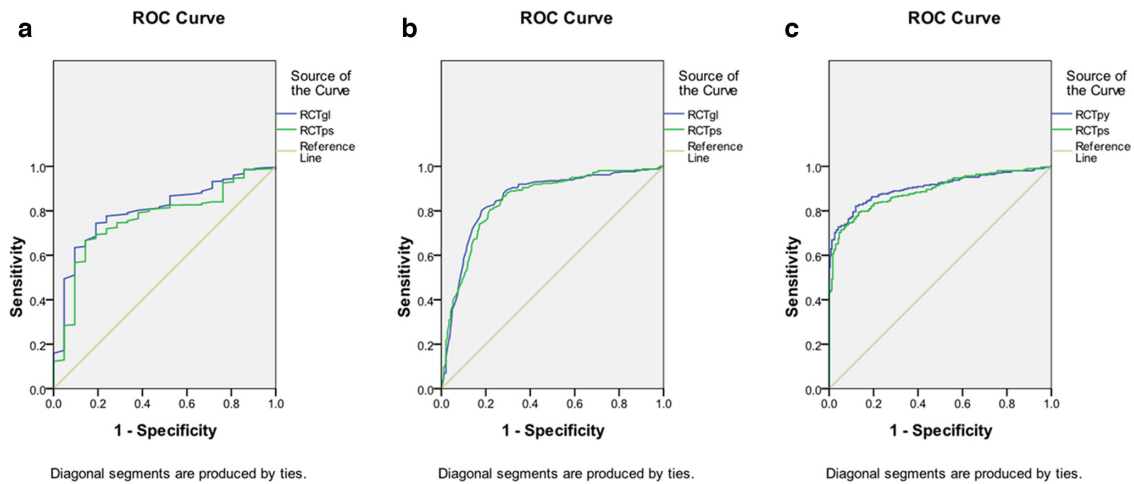 a
ROC Curve
Source of
the Curve
RCTgl
RCTps
Reference
Line
1.0
0.8
0.6
0.4
0.2
0.0
Sensitivity
0.0 0.2 0.4 0.6 0.8 1.0
1 - Specificity
Diagonal segments are produced by ties.
b
ROC Curve
Source of
the Curve
RCTgl
RCTps
Reference
Line
1.0
0.8
0.6
0.4
0.2
0.0
Sensitivity
0.0 0.2 0.4 0.6 0.8 1.0
1 - Specificity
c
ROC Curve
Source of
the Curve
RCTpy
RCTps
Reference
Line
1.0
0.8
0.6
0.4
0.2
0.0
Sensitivity
0.0 0.2 0.4 0.6 0.8 1.0
1 - Specificity
Diagonal segments are produced by ties.
Diagonal segments are produced by ties.